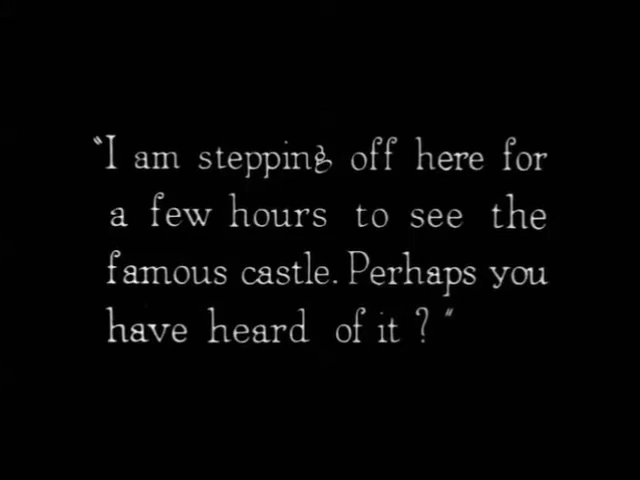 "I am stepping off here for
a few hours to see the
famous castle. Perhaps you
have heard of it?"